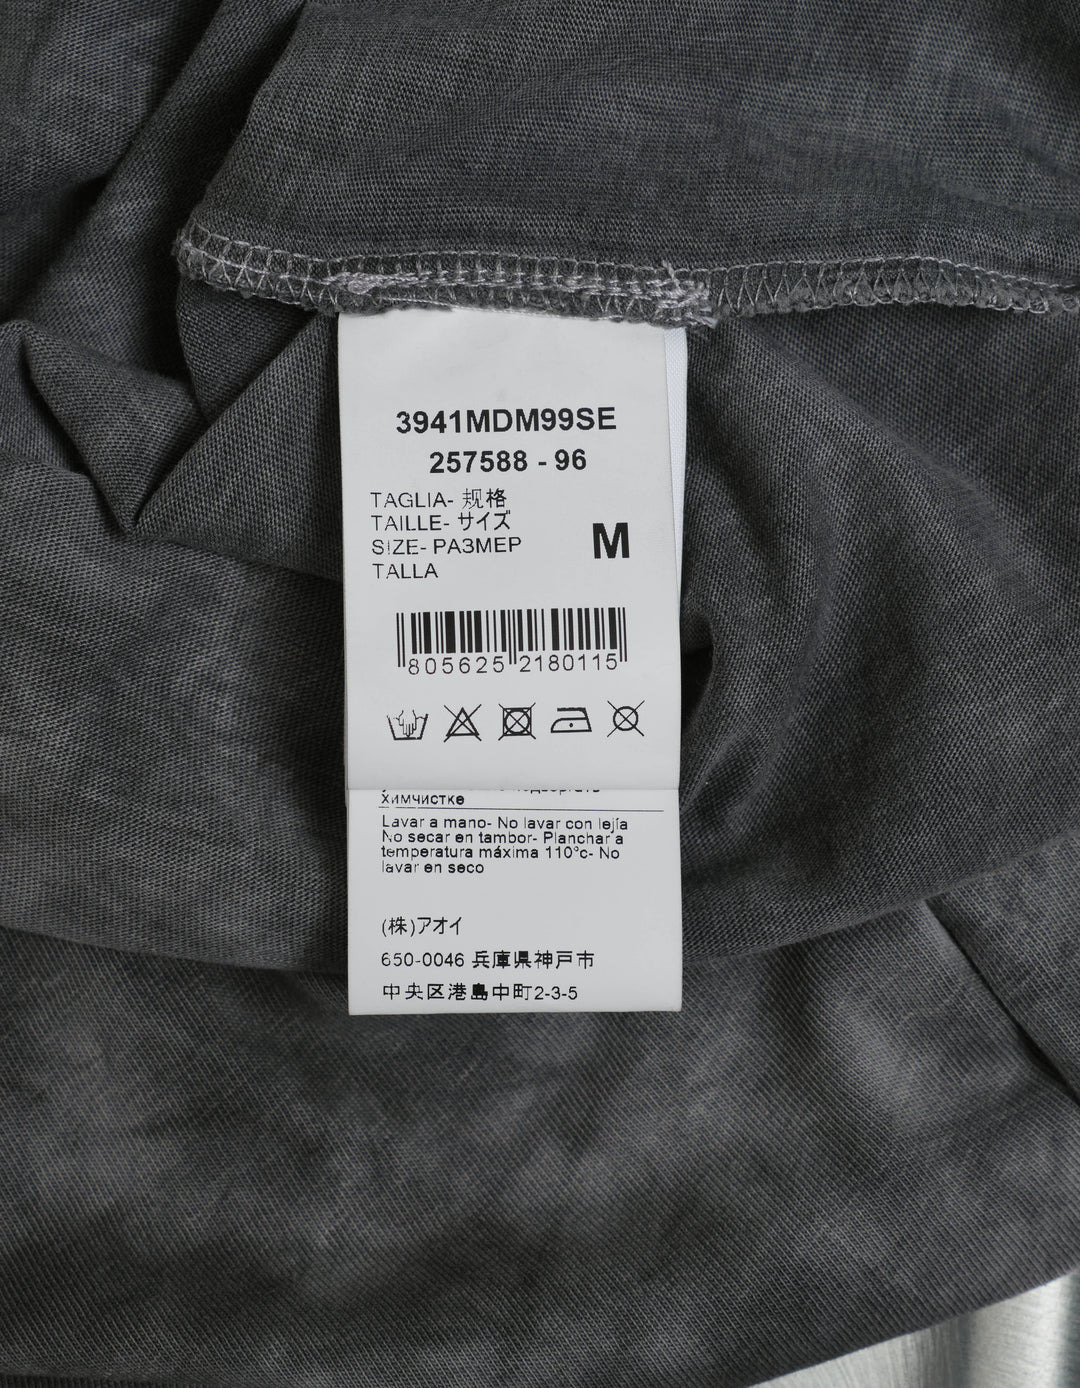 3941MDM99SE
257588 - 96
TAGLIA- 规格
TAILLE- サイズ
SIZE- РАЗМЕР
TALLA
M
805625 2180115
химчистке
Lavar a mano- No lavar con lejía
No secar en tambor- Planchar a
temperatura máxima 110°c- No
lavar en seco
(株)アオイ
650-0046 兵庫県神戸市
中央区港島中町2-3-5